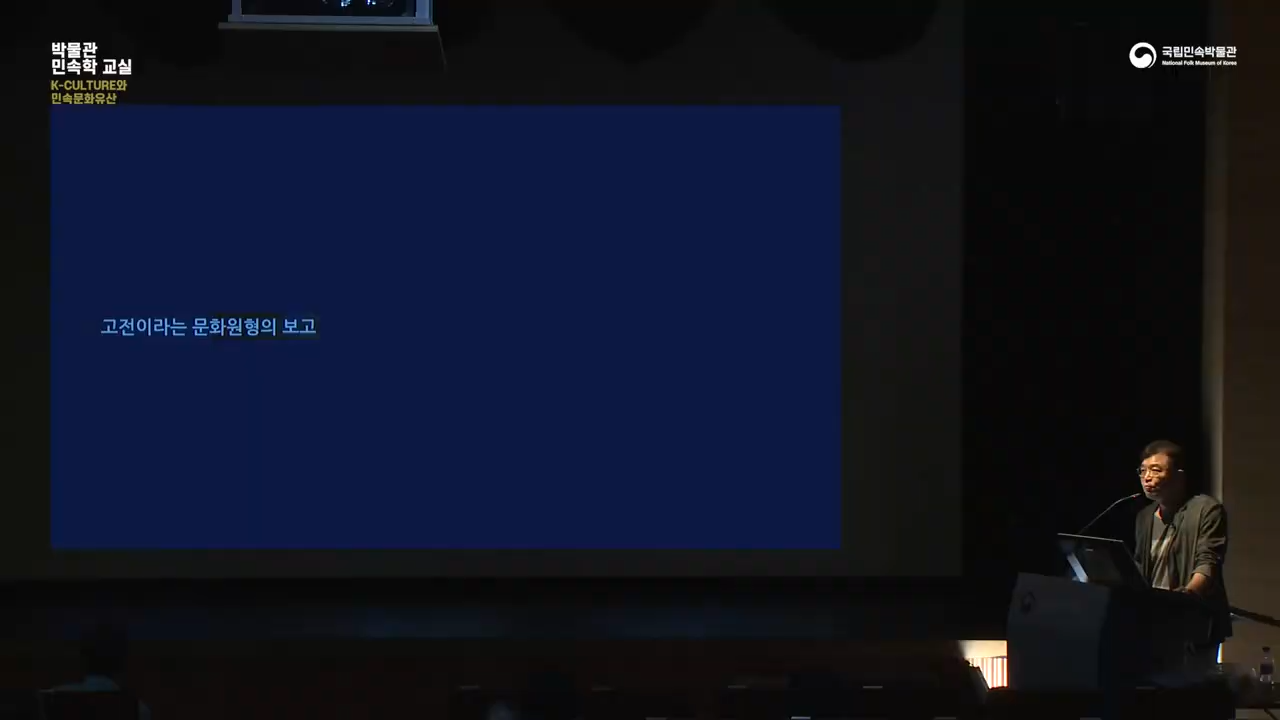 박물관
민속학 교실
K-CULTURE와
민속문화유산
국립민속박물관
National Folk Museum of Korea
고전이라는 문화원형의 보고